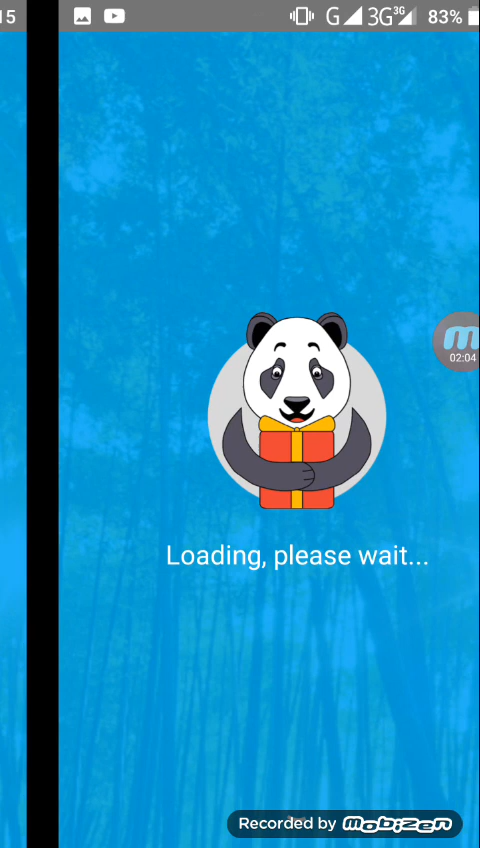 15
G 3G 3G 83%
m
02:04
Loading, please wait...
Recorded by mobizen